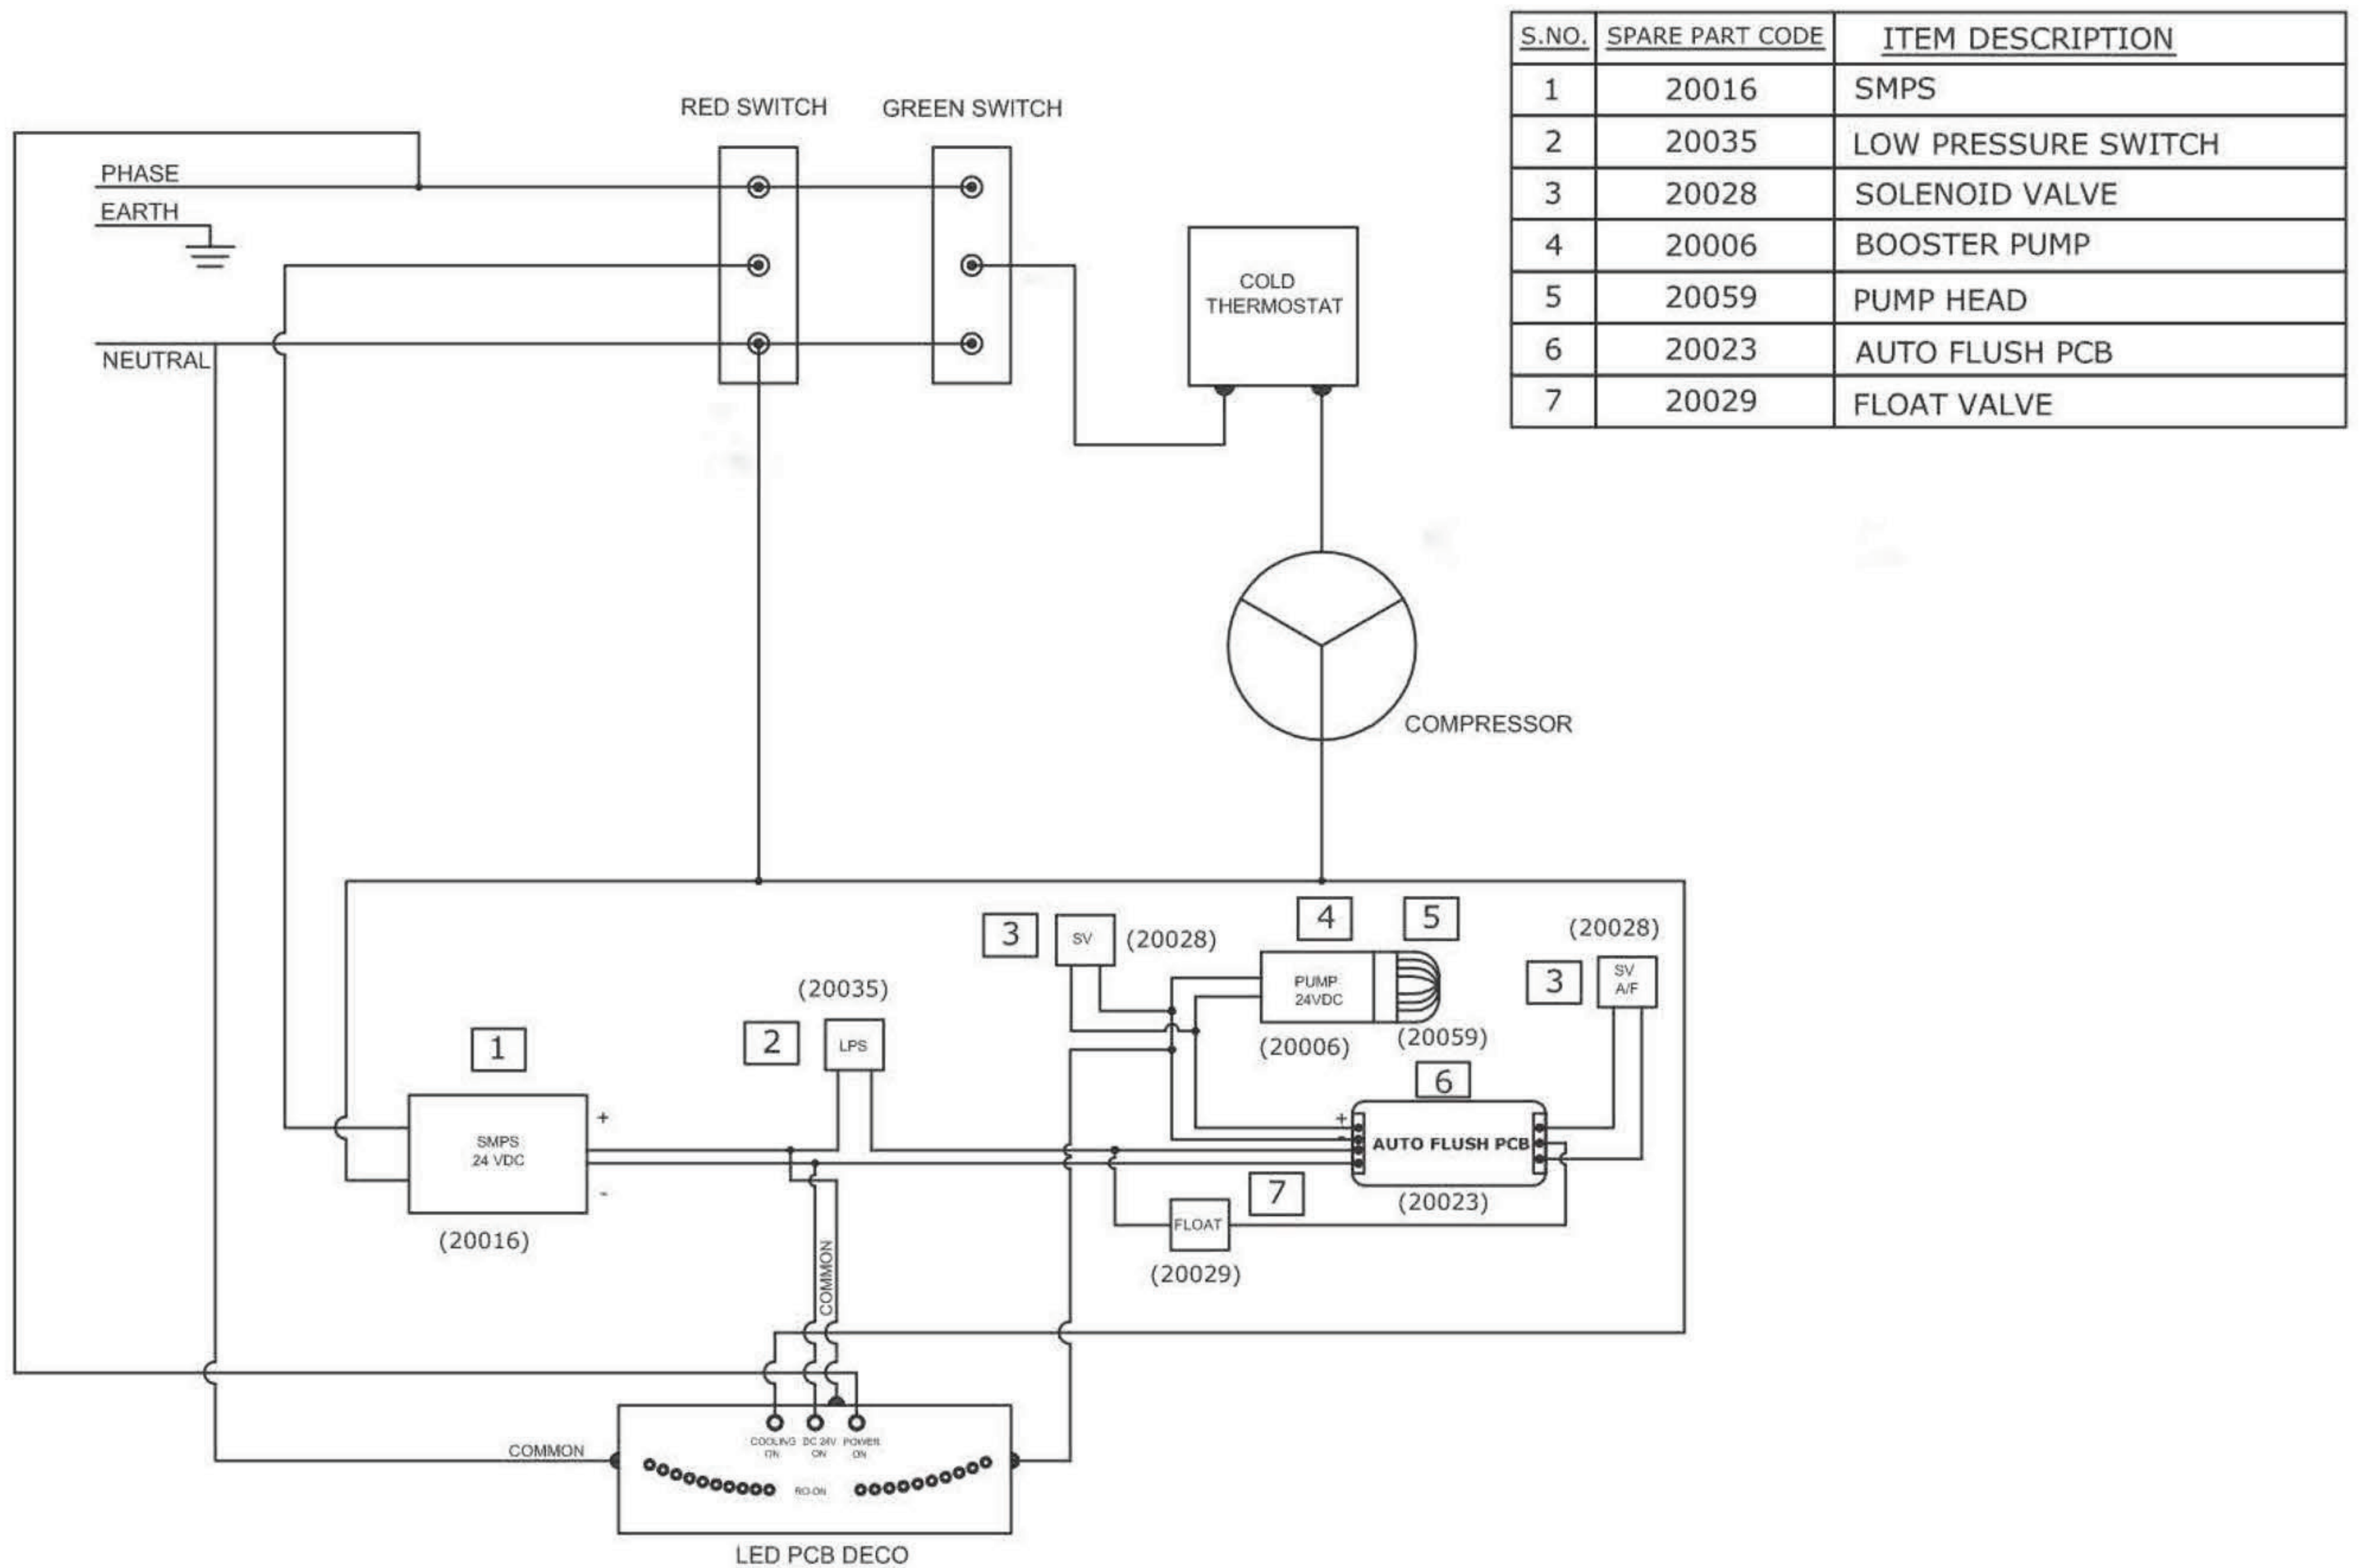 S.NO. SPARE PART CODE ITEM DESCRIPTION
1 20016 SMPS
2 20035 LOW PRESSURE SWITCH
3 20028 SOLENOID VALVE
4 20006 BOOSTER PUMP
5 20059 PUMP HEAD
6 20023 AUTO FLUSH PCB
7 20029 FLOAT VALVE
RED SWITCH
GREEN SWITCH
PHASE
EARTH
NEUTRAL
COLD
THERMOSTAT
COMPRESSOR
3
SV
(20028)
4
5
PUMP
24VDC
(20006)
(20059)
(20028)
3
SV
A/F
(20035)
2
LPS
1
SMPS
24 VDC
+
-
(20016)
6
+
-
AUTO FLUSH PCB
(20023)
7
FLOAT
(20029)
COMMON
COMMON
COOLING
ON
DC 24V
ON
POWER
ON
RO-ON
LED PCB DECO